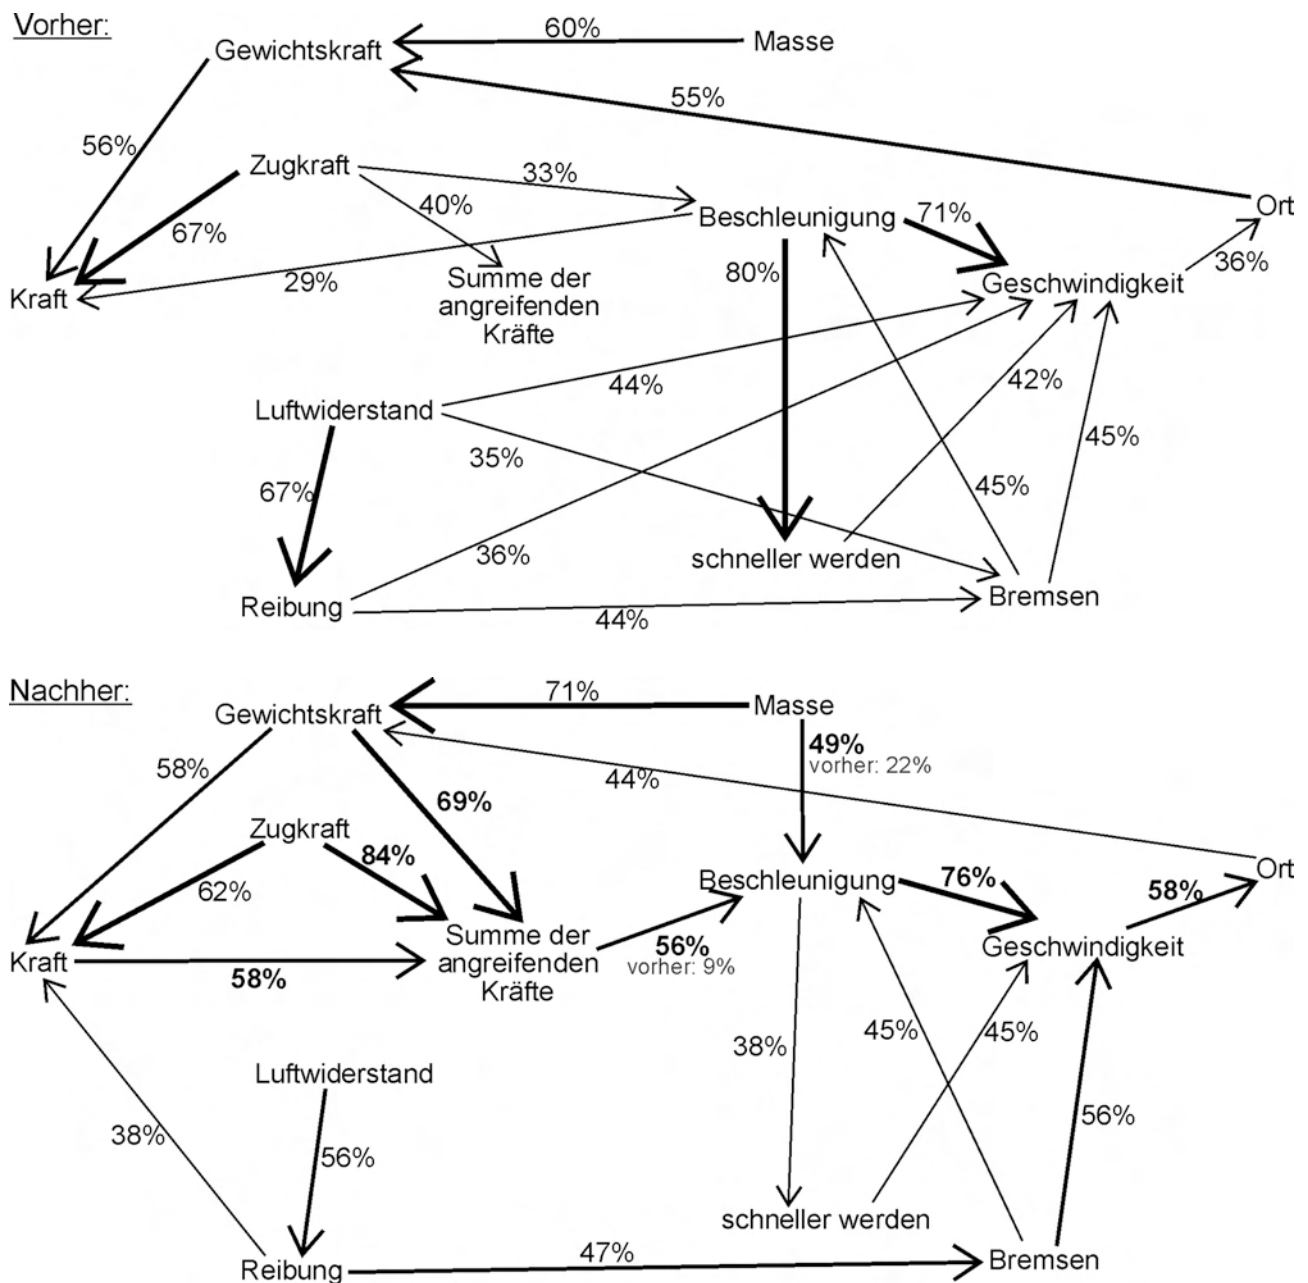 Vorher:
60%
Masse
Gewichtskraft
55%
56%
Zugkraft
33%
40%
Ort
Beschleunigung
71%
67%
36%
80%
29%
Summe der
angreifenden
Kräfte
Geschwindigkeit
Kraft
44%
42%
Luftwiderstand
45%
35%
67%
45%
36%
schneller werden
Bremsen
Reibung
44%
Nachher:
71%
Masse
Gewichtskraft
49%
vorher: 22%
58%
44%
69%
Zugkraft
84%
Ort
Beschleunigung
76%
58%
62%
Summe der
angreifenden
Kräfte
56%
vorher: 9%
Geschwindigkeit
Kraft
58%
45%
45%
38%
Luftwiderstand
56%
38%
56%
schneller werden
47%
Bremsen
Reibung